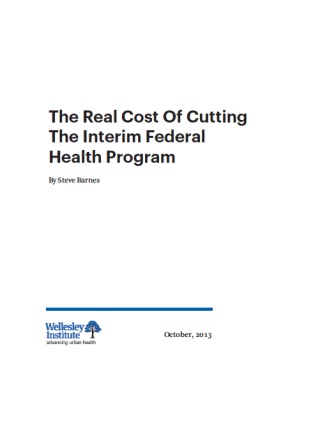 The Real Cost Of Cutting
The Interim Federal
Health Program
By Steve Barnes
Wellesley
Institute
advancing urban health
October, 2013